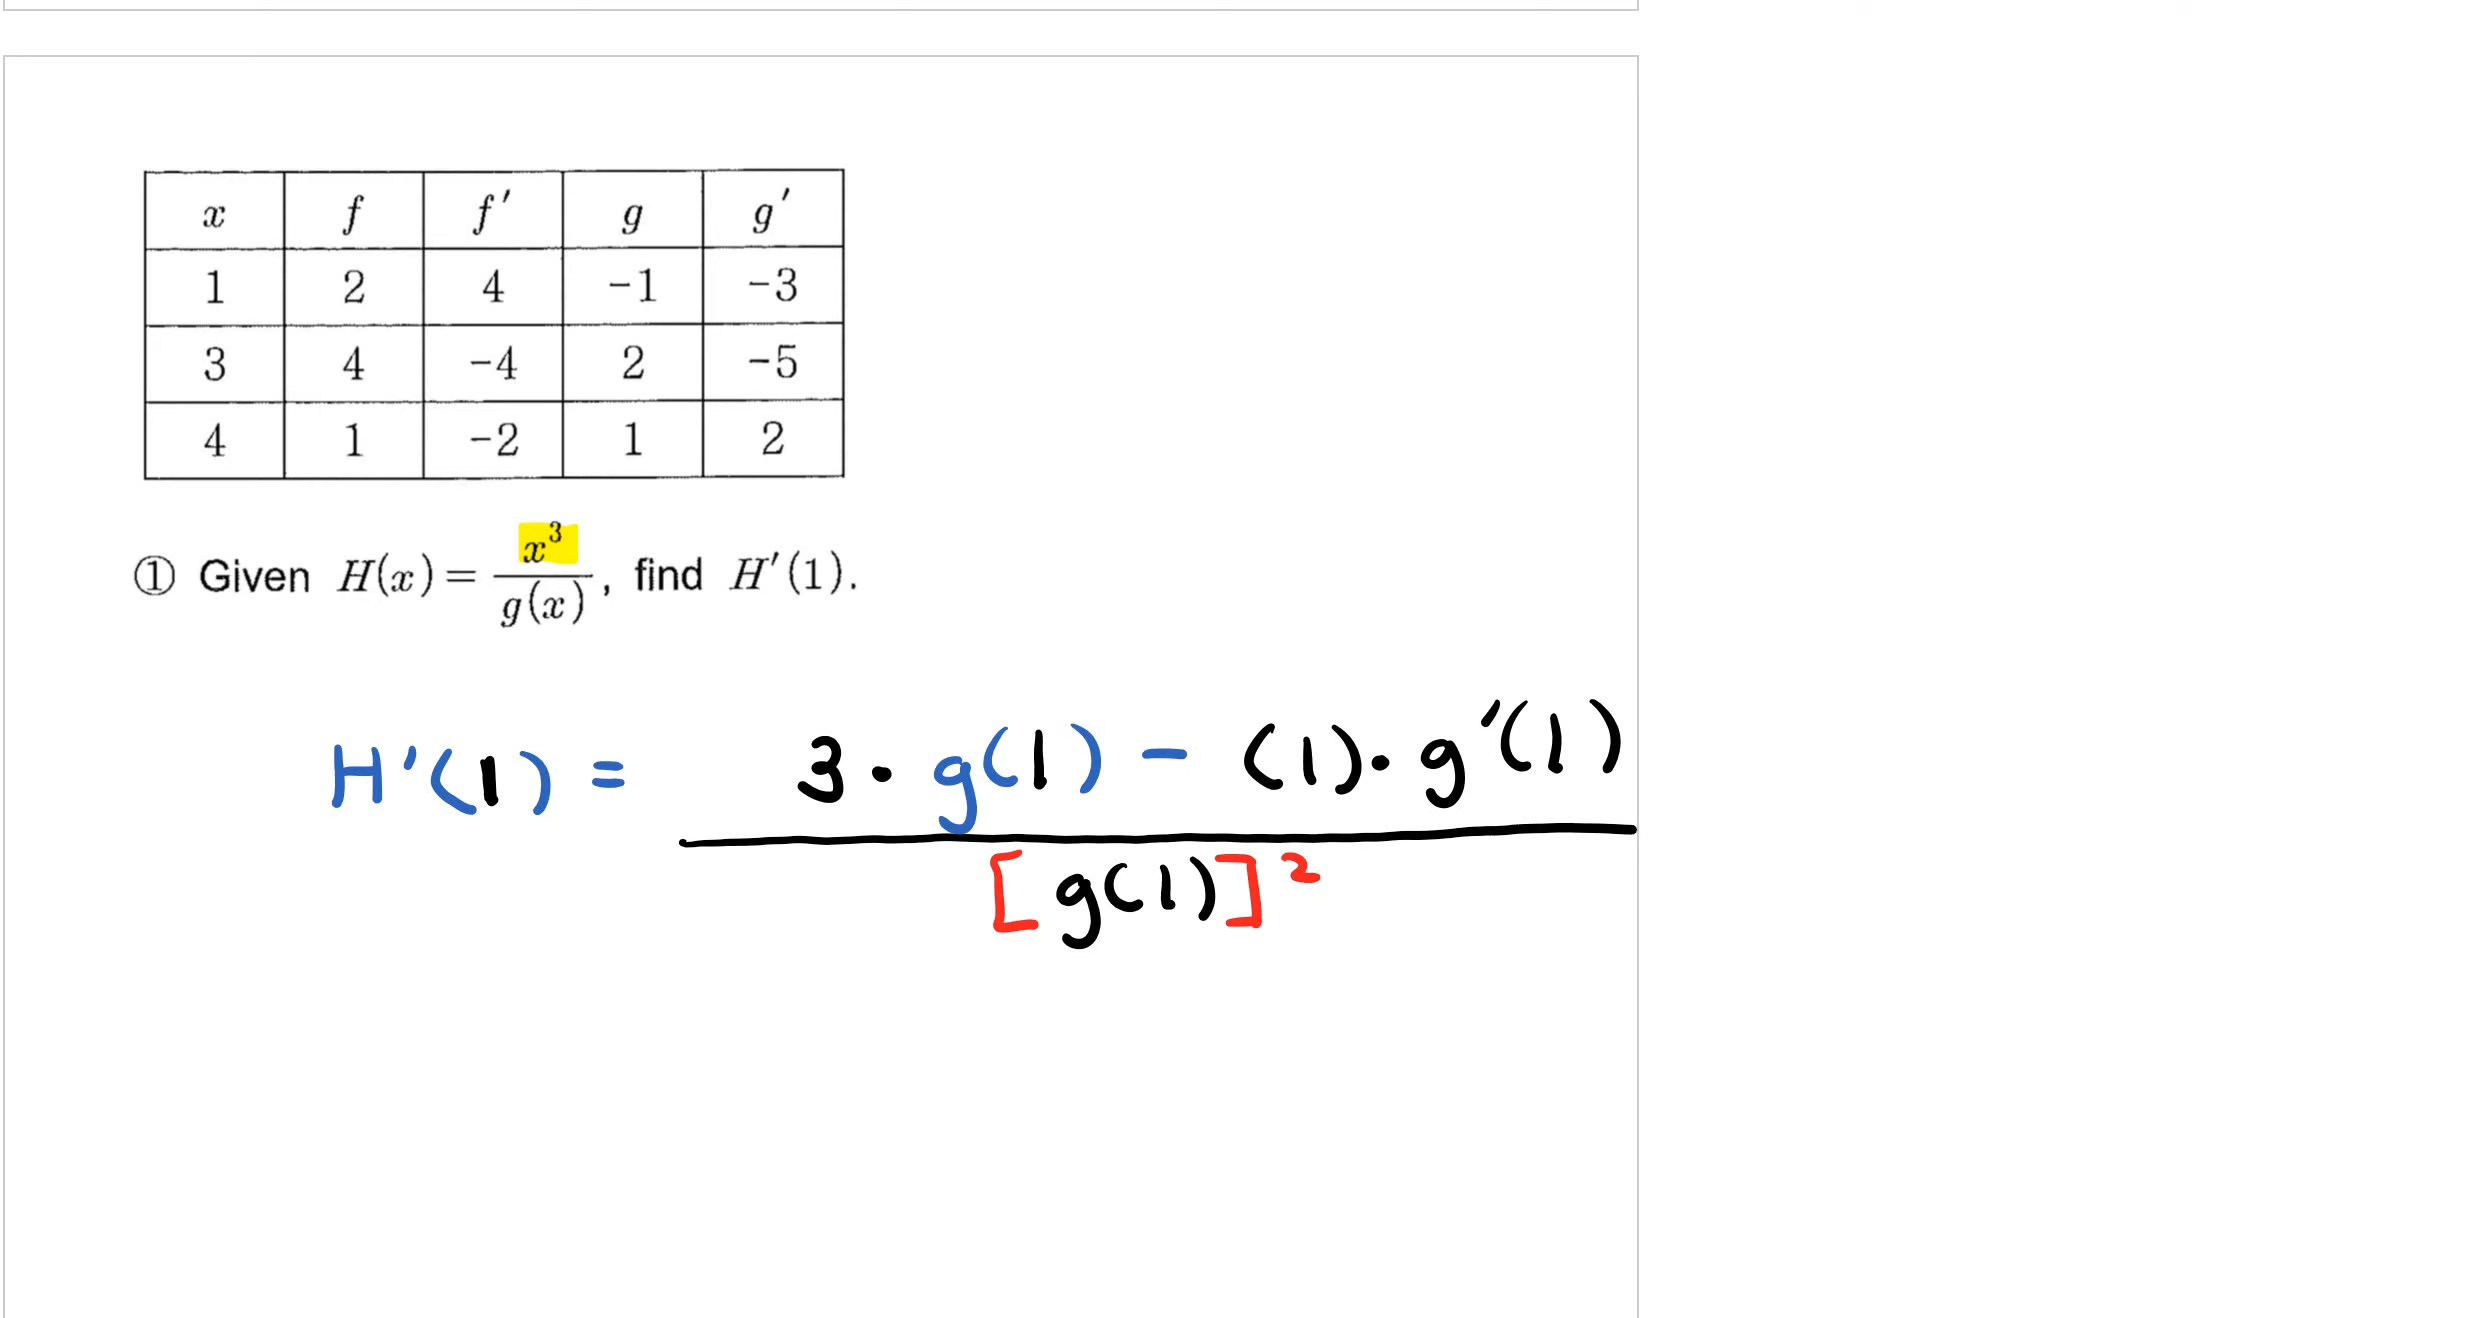 x f f′ g g′
1 2 4 −1 −3
3 4 −4 2 −5
4 1 −2 1 2
① Given H(x)= x³/g(x), find H′(1).
H'(1) = 3 · g(1) − (1) · g'(1)
[g(1)]²